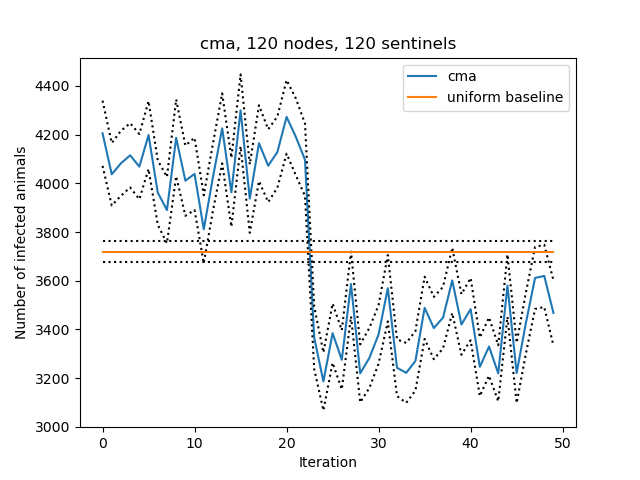 cma, 120 nodes, 120 sentinels
cma
uniform baseline
4400
4200
4000
3800
3600
3400
3200
3000
Number of infected animals
0 10 20 30 40 50
Iteration